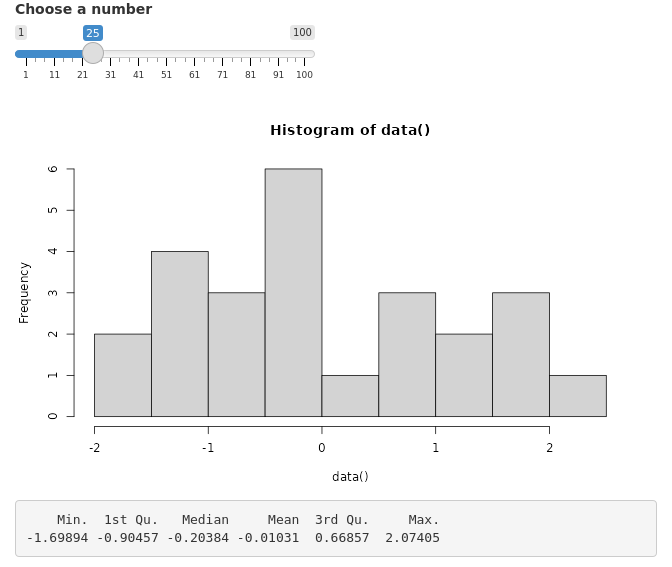 Choose a number
1 25 100
1 11 21 31 41 51 61 71 81 91 100
Histogram of data()
Frequency
6
5
4
3
2
1
0
-2 -1 0 1 2
data()
Min. 1st Qu. Median Mean 3rd Qu. Max.
-1.69894 -0.90457 -0.20384 -0.01031 0.66857 2.07405